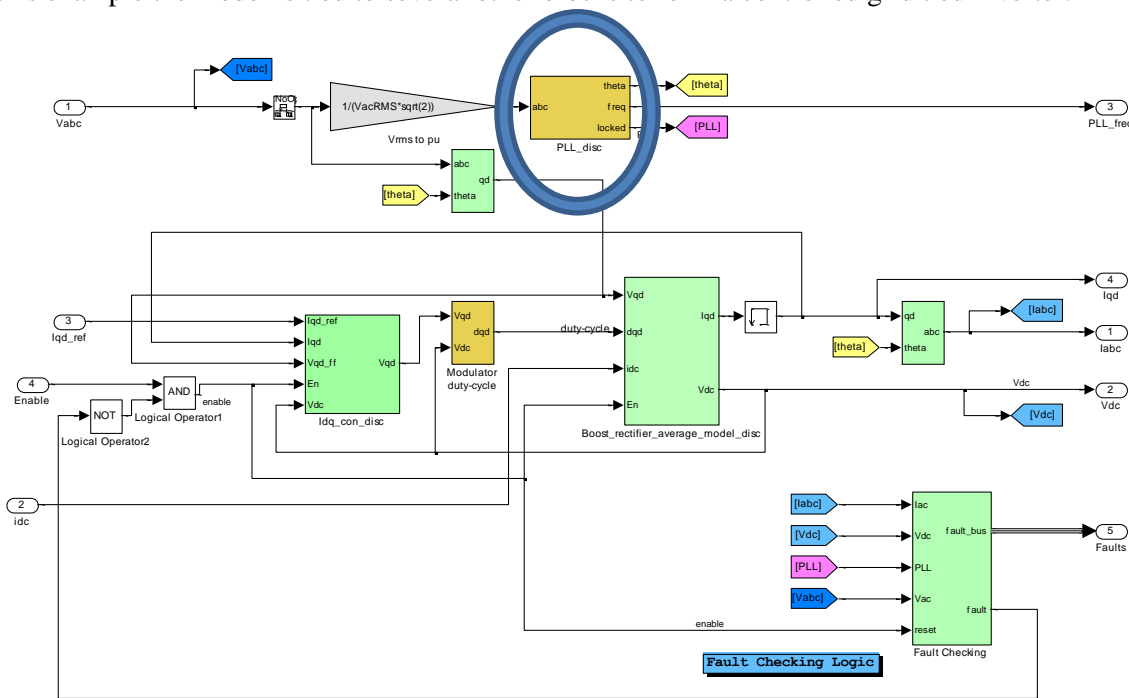 [Vabc]
1
Vabc
1/(VacRMS*sqrt(2))
Vrms to pu
abc
theta
freq
locked
PLL_disc
[theta]
[PLL]
3
PLL_freq
abc
theta
qd
[theta]
3
Iqd_ref
4
Enable
NOT
Logical Operator2
AND
Logical Operator1
enable
Iqd_ref
Iqd
Vqd_ff
En
Vdc
Vqd
Idq_con_disc
Vqd
Vdc
dqd
Modulator
duty-cycle
duty-cycle
Vqd
dqd
idc
En
Iqd
Vdc
Boost_rectifier_average_model_disc
qd
theta
abc
[theta]
[Iabc]
4
Iqd
1
Iabc
Vdc
2
Vdc
[Vdc]
2
idc
[Iabc]
[Vdc]
[PLL]
[Vabc]
enable
Iac
Vdc
PLL
Vac
reset
fault_bus
fault
Fault Checking
5
Faults
Fault Checking Logic